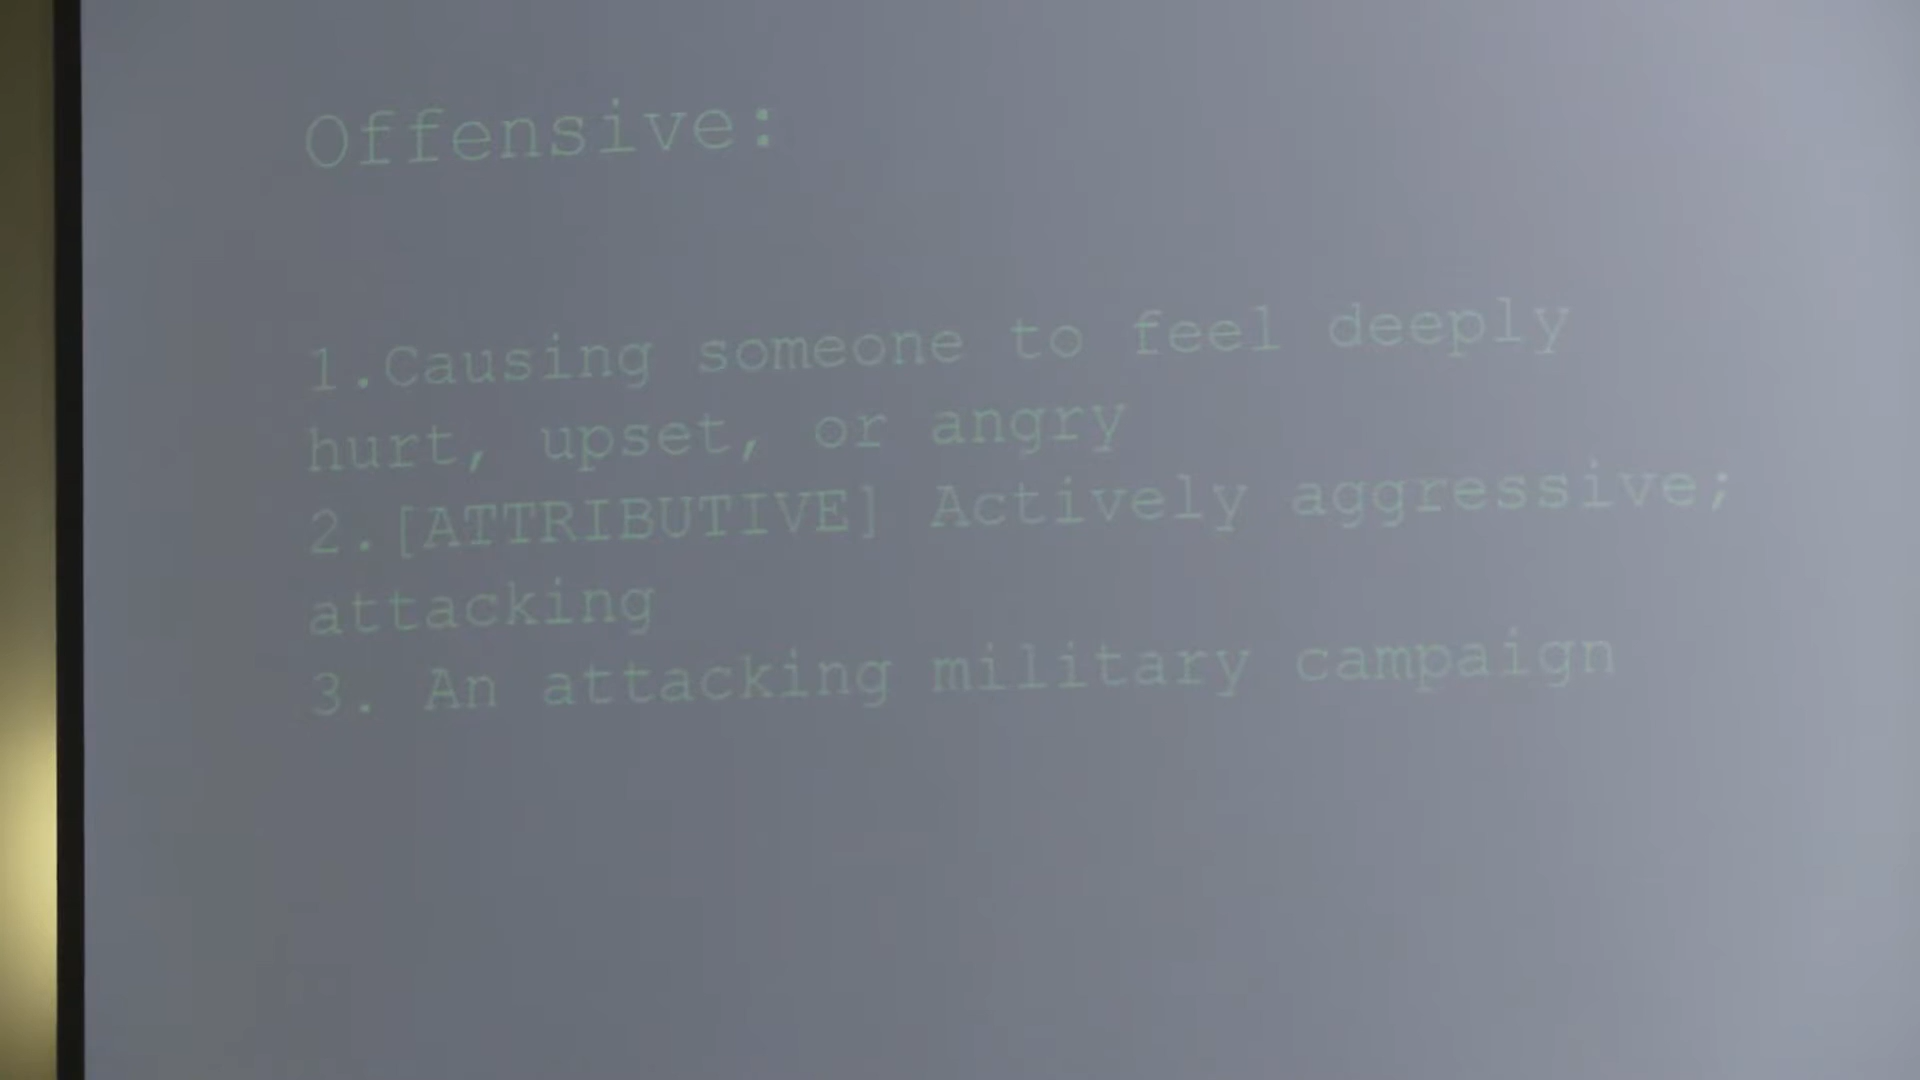 Offensive:
1.Causing someone to feel deeply
hurt, upset, or angry
2.[ATTRIBUTIVE] Actively aggressive;
attacking
3. An attacking military campaign